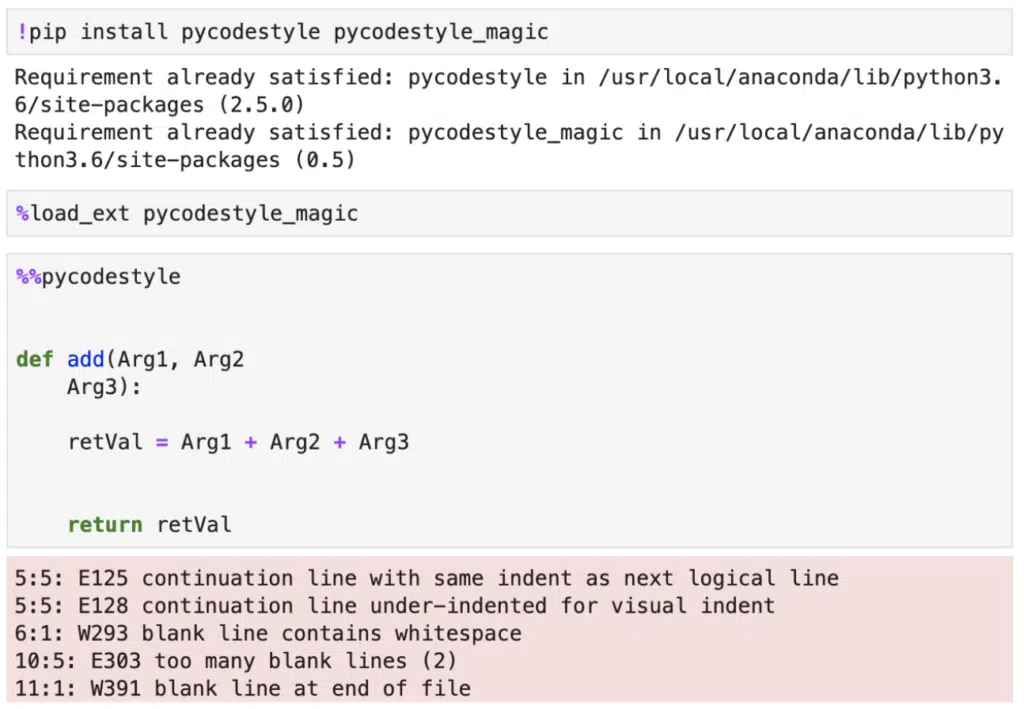 !pip install pycodestyle pycodestyle_magic
Requirement already satisfied: pycodestyle in /usr/local/anaconda/lib/python3.
6/site-packages (2.5.0)
Requirement already satisfied: pycodestyle_magic in /usr/local/anaconda/lib/py
thon3.6/site-packages (0.5)
%load_ext pycodestyle_magic
%%pycodestyle
def add(Arg1, Arg2
    Arg3):
    retVal = Arg1 + Arg2 + Arg3
    return retVal
5:5: E125 continuation line with same indent as next logical line
5:5: E128 continuation line under-indented for visual indent
6:1: W293 blank line contains whitespace
10:5: E303 too many blank lines (2)
11:1: W391 blank line at end of file